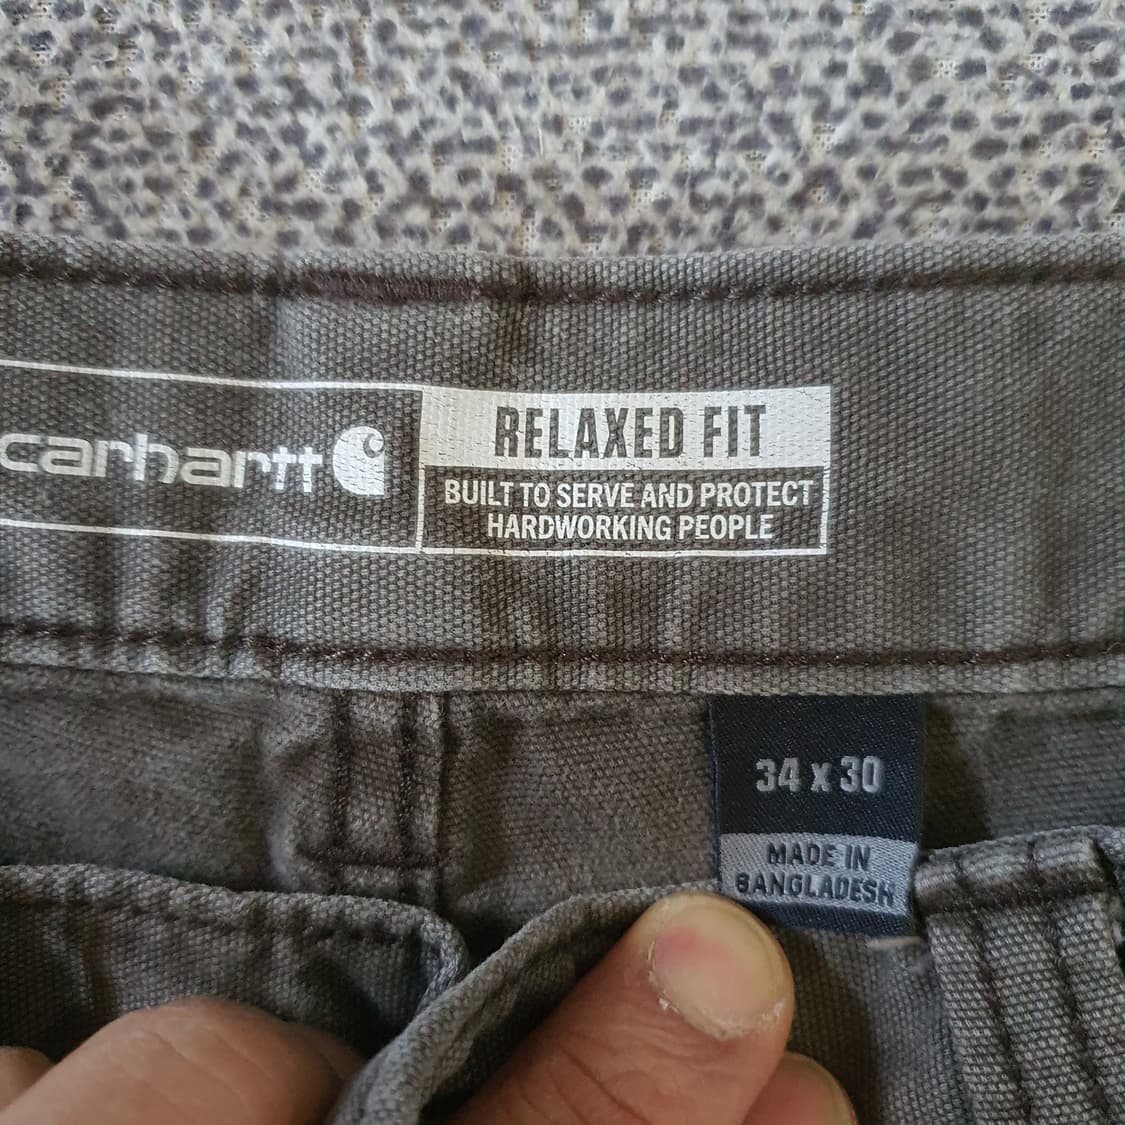 carhartt
RELAXED FIT
BUILT TO SERVE AND PROTECT
HARDWORKING PEOPLE
34 x 30
MADE IN
BANGLADESH